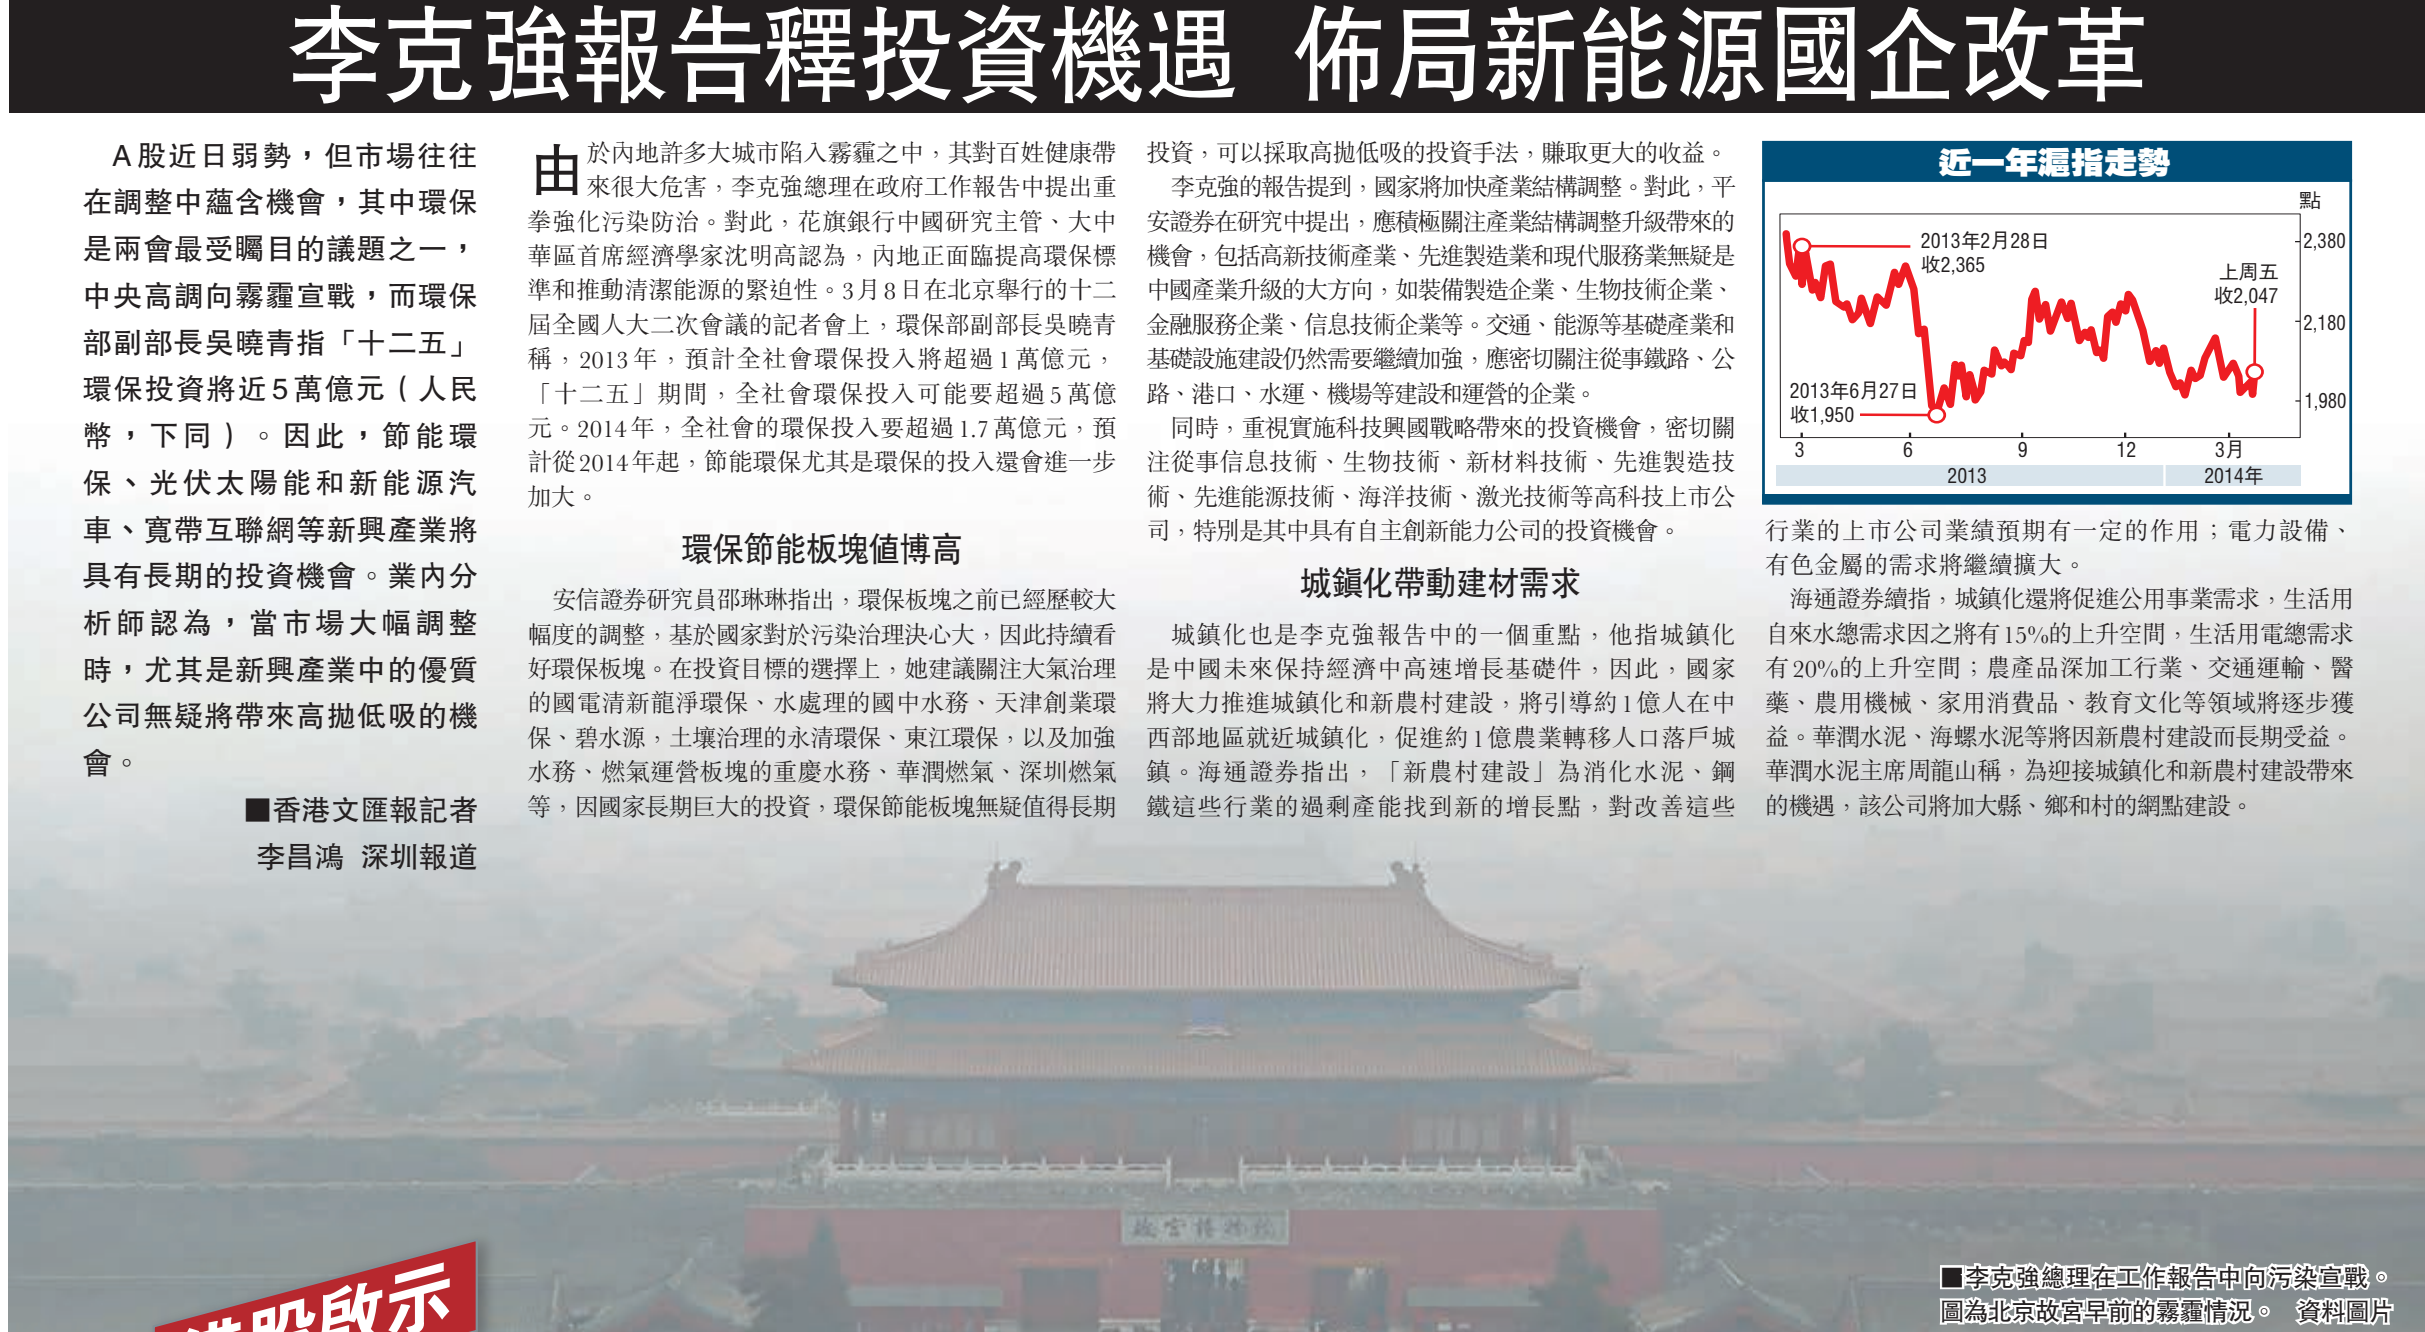 李克強報告釋投資機遇 佈局新能源國企改革
A股近日弱勢，但市場往往
在調整中蘊含機會，其中環保
是兩會最受矚目的議題之一，
中央高調向霧霾宣戰，而環保
部副部長吳曉青指「十二五」
環保投資將近5萬億元（人民
幣，下同）。因此，節能環
保、光伏太陽能和新能源汽
車、寬帶互聯網等新興產業將
具有長期的投資機會。業內分
析師認為，當市場大幅調整
時，尤其是新興產業中的優質
公司無疑將帶來高拋低吸的機
會。
■香港文匯報記者
李昌鴻 深圳報道
由於內地許多大城市陷入霧霾之中，其對百姓健康帶
來很大危害，李克強總理在政府工作報告中提出重
拳強化污染防治。對此，花旗銀行中國研究主管、大中
華區首席經濟學家沈明高認為，內地正面臨提高環保標
準和推動清潔能源的緊迫性。3月8日在北京舉行的十二
屆全國人大二次會議的記者會上，環保部副部長吳曉青
稱，2013年，預計全社會環保投入將超過1萬億元，
「十二五」期間，全社會環保投入可能要超過5萬億
元。2014年，全社會的環保投入要超過1.7萬億元，預
計從2014年起，節能環保尤其是環保的投入還會進一步
加大。
環保節能板塊值博高
安信證券研究員邵琳琳指出，環保板塊之前已經歷較大
幅度的調整，基於國家對於污染治理決心大，因此持續看
好環保板塊。在投資目標的選擇上，她建議關注大氣治理
的國電清新龍淨環保、水處理的國中水務、天津創業環
保、碧水源，土壤治理的永清環保、東江環保，以及加強
水務、燃氣運營板塊的重慶水務、華潤燃氣、深圳燃氣
等，因國家長期巨大的投資，環保節能板塊無疑值得長期
投資，可以採取高拋低吸的投資手法，賺取更大的收益。
李克強的報告提到，國家將加快產業結構調整。對此，平
安證券在研究中提出，應積極關注產業結構調整升級帶來的
機會，包括高新技術產業、先進製造業和現代服務業無疑是
中國產業升級的大方向，如裝備製造企業、生物技術企業、
金融服務企業、信息技術企業等。交通、能源等基礎產業和
基礎設施建設仍然需要繼續加強，應密切關注從事鐵路、公
路、港口、水運、機場等建設和運營的企業。
同時，重視實施科技興國戰略帶來的投資機會，密切關
注從事信息技術、生物技術、新材料技術、先進製造技
術、先進能源技術、海洋技術、激光技術等高科技上市公
司，特別是其中具有自主創新能力公司的投資機會。
城鎮化帶動建材需求
城鎮化也是李克強報告中的一個重點，他指城鎮化
是中國未來保持經濟中高速增長基礎件，因此，國家
將大力推進城鎮化和新農村建設，將引導約1億人在中
西部地區就近城鎮化，促進約1億農業轉移人口落戶城
鎮。海通證券指出，「新農村建設」為消化水泥、鋼
鐵這些行業的過剩產能找到新的增長點，對改善這些
近一年滬指走勢
點
2,380
2,180
1,980
2013年2月28日
收2,365
上周五
收2,047
2013年6月27日
收1,950
3 6 9 12 3月
2013 2014年
行業的上市公司業績預期有一定的作用；電力設備、
有色金屬的需求將繼續擴大。
海通證券續指，城鎮化還將促進公用事業需求，生活用
自來水總需求因之將有15%的上升空間，生活用電總需求
有20%的上升空間；農產品深加工行業、交通運輸、醫
藥、農用機械、家用消費品、教育文化等領域將逐步獲
益。華潤水泥、海螺水泥等將因新農村建設而長期受益。
華潤水泥主席周龍山稱，為迎接城鎮化和新農村建設帶來
的機遇，該公司將加大縣、鄉和村的網點建設。
故宮博物院
港股啟示
■李克強總理在工作報告中向污染宣戰。
圖為北京故宮早前的霧霾情況。 資料圖片